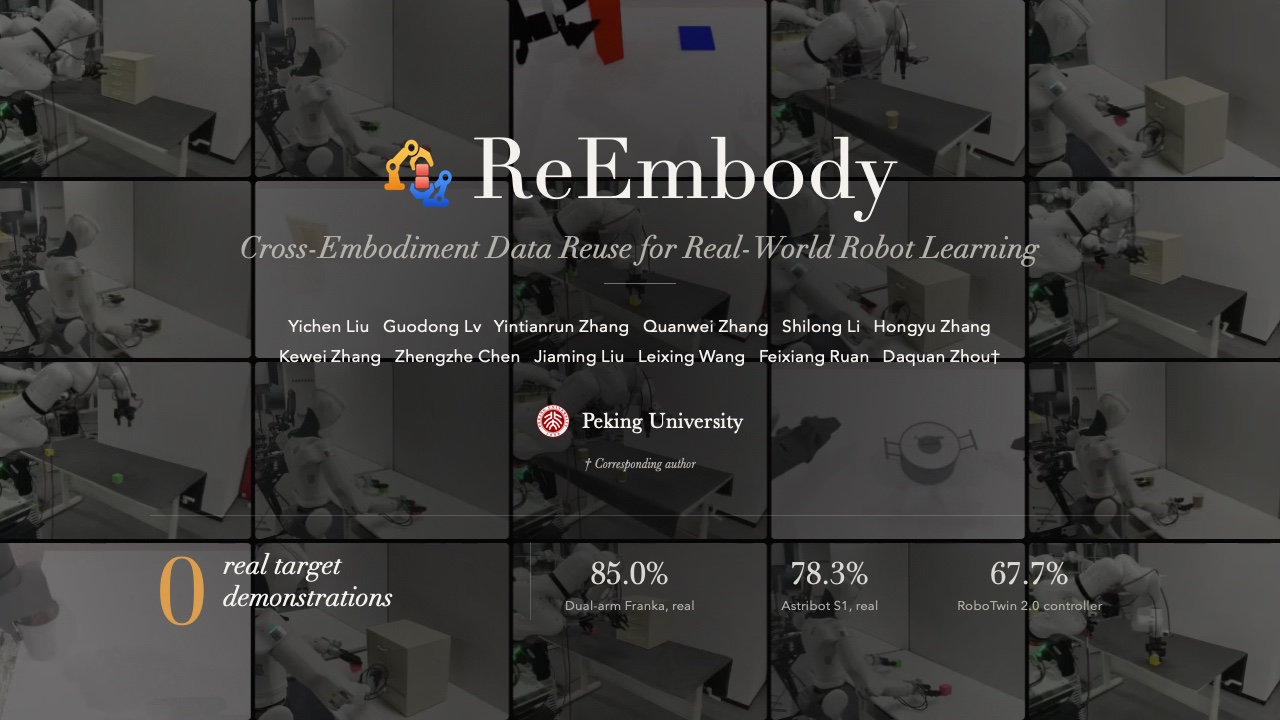 ReEmbody
Cross-Embodiment Data Reuse for Real-World Robot Learning
Yichen Liu Guodong Lv Yintianrun Zhang Quanwei Zhang Shilong Li Hongyu Zhang
Kewei Zhang Zhengzhe Chen Jiaming Liu Leixing Wang Feixiang Ruan Daquan Zhou†
Peking University
† Corresponding author
0 real target
demonstrations
85.0%
Dual-arm Franka, real
78.3%
Astribot S1, real
67.7%
RoboTwin 2.0 controller